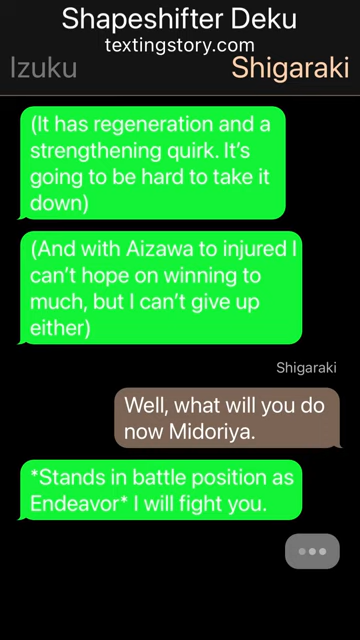 Shapeshifter Deku
textingstory.com
Izuku
Shigaraki
(It has regeneration and a
strengthening quirk. It's
going to be hard to take it
down)
(And with Aizawa to injured I
can't hope on winning to
much, but I can't give up
either)
Shigaraki
Well, what will you do
now Midoriya.
*Stands in battle position as
Endeavor* I will fight you.